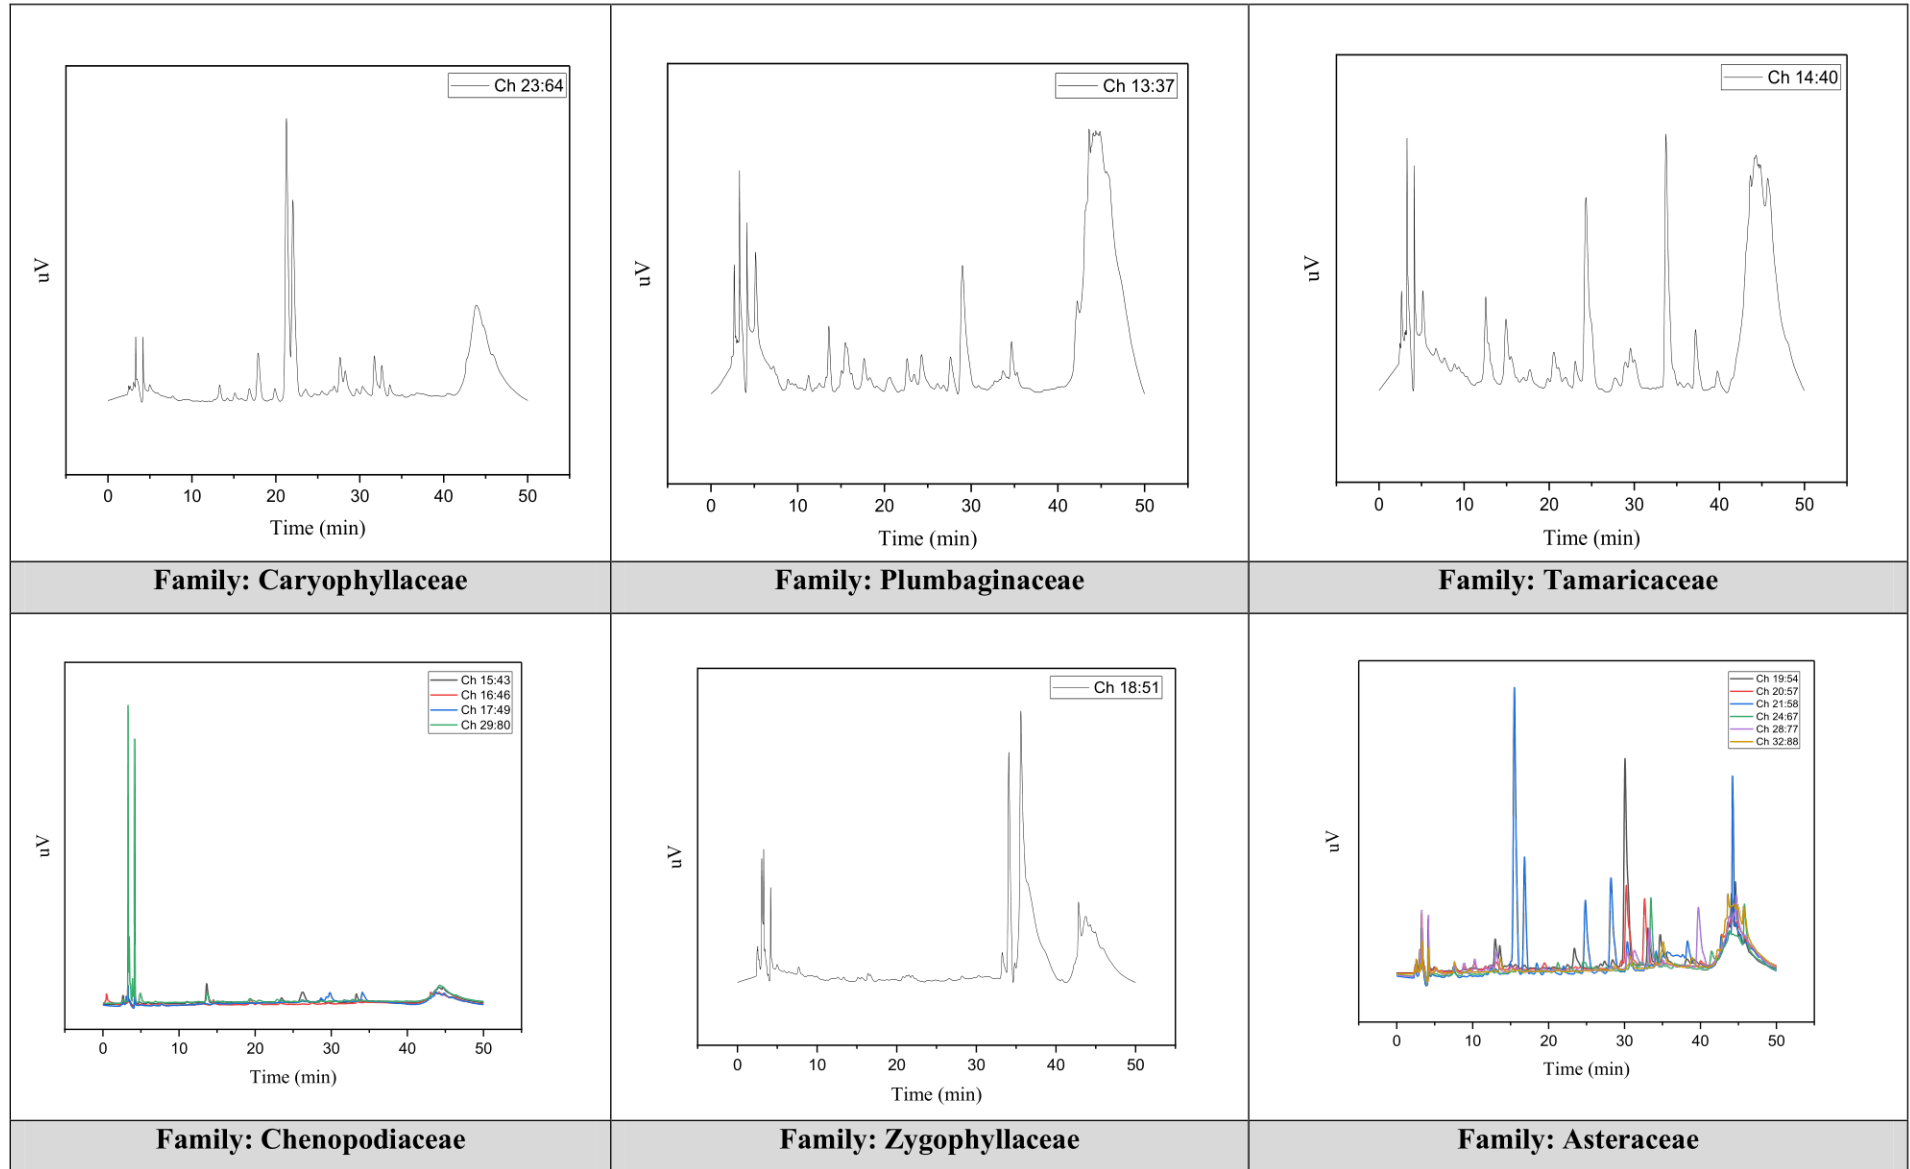 Ch 23:64
uV
0 10 20 30 40 50
Time (min)
Family: Caryophyllaceae
Ch 13:37
uV
0 10 20 30 40 50
Time (min)
Family: Plumbaginaceae
Ch 14:40
uV
0 10 20 30 40 50
Time (min)
Family: Tamaricaceae
Ch 15:43
Ch 16:46
Ch 17:49
Ch 29:80
uV
0 10 20 30 40 50
Time (min)
Family: Chenopodiaceae
Ch 18:51
uV
0 10 20 30 40 50
Time (min)
Family: Zygophyllaceae
Ch 19:54
Ch 20:57
Ch 21:58
Ch 24:67
Ch 28:77
Ch 32:88
uV
0 10 20 30 40 50
Time (min)
Family: Asteraceae